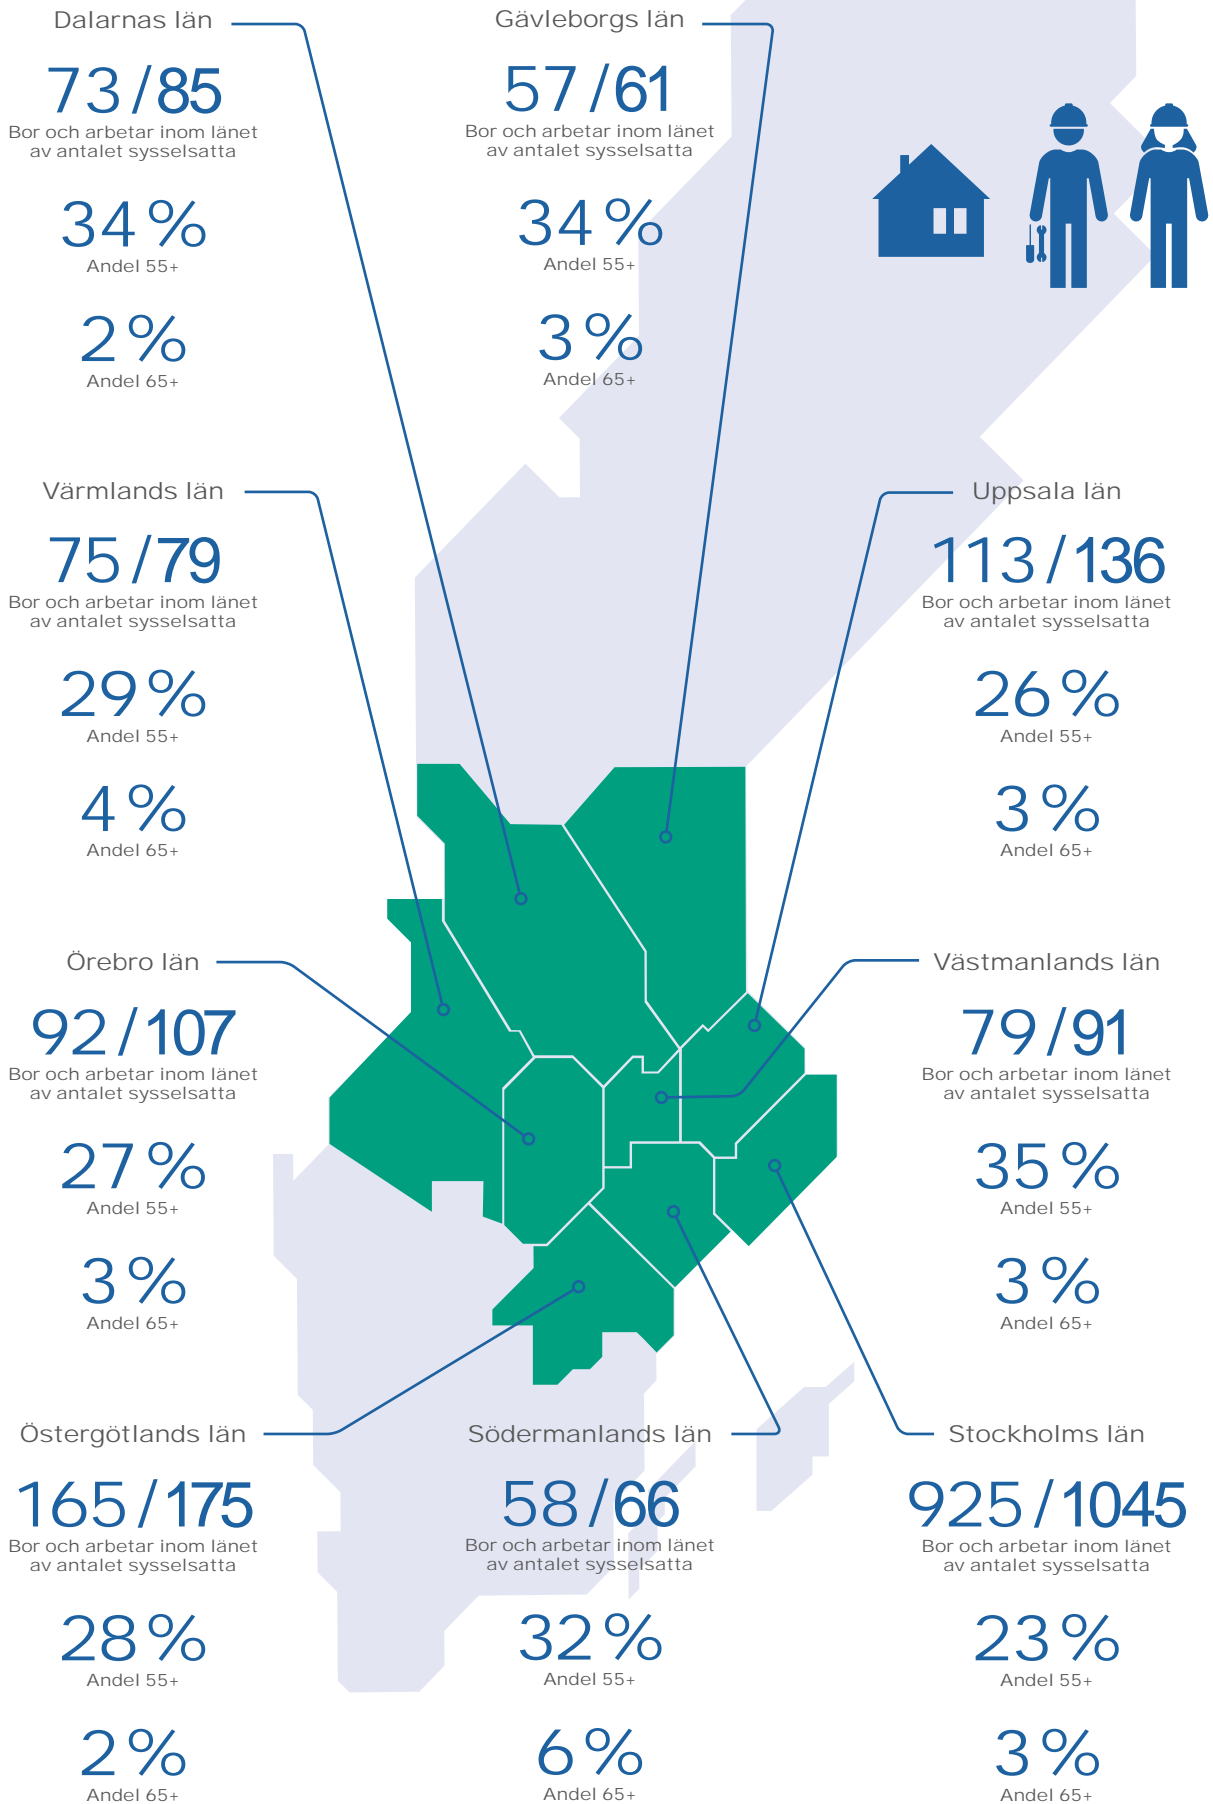 Dalarnas län
73/85
Bor och arbetar inom länet
av antalet sysselsatta
34%
Andel 55+
2%
Andel 65+
Gävleborgs län
57/61
Bor och arbetar inom länet
av antalet sysselsatta
34%
Andel 55+
3%
Andel 65+
Värmlands län
75/79
Bor och arbetar inom länet
av antalet sysselsatta
29%
Andel 55+
4%
Andel 65+
Uppsala län
113/136
Bor och arbetar inom länet
av antalet sysselsatta
26%
Andel 55+
3%
Andel 65+
Örebro län
92/107
Bor och arbetar inom länet
av antalet sysselsatta
27%
Andel 55+
3%
Andel 65+
Västmanlands län
79/91
Bor och arbetar inom länet
av antalet sysselsatta
35%
Andel 55+
3%
Andel 65+
Östergötlands län
165/175
Bor och arbetar inom länet
av antalet sysselsatta
28%
Andel 55+
2%
Andel 65+
Södermanlands län
58/66
Bor och arbetar inom länet
av antalet sysselsatta
32%
Andel 55+
6%
Andel 65+
Stockholms län
925/1045
Bor och arbetar inom länet
av antalet sysselsatta
23%
Andel 55+
3%
Andel 65+